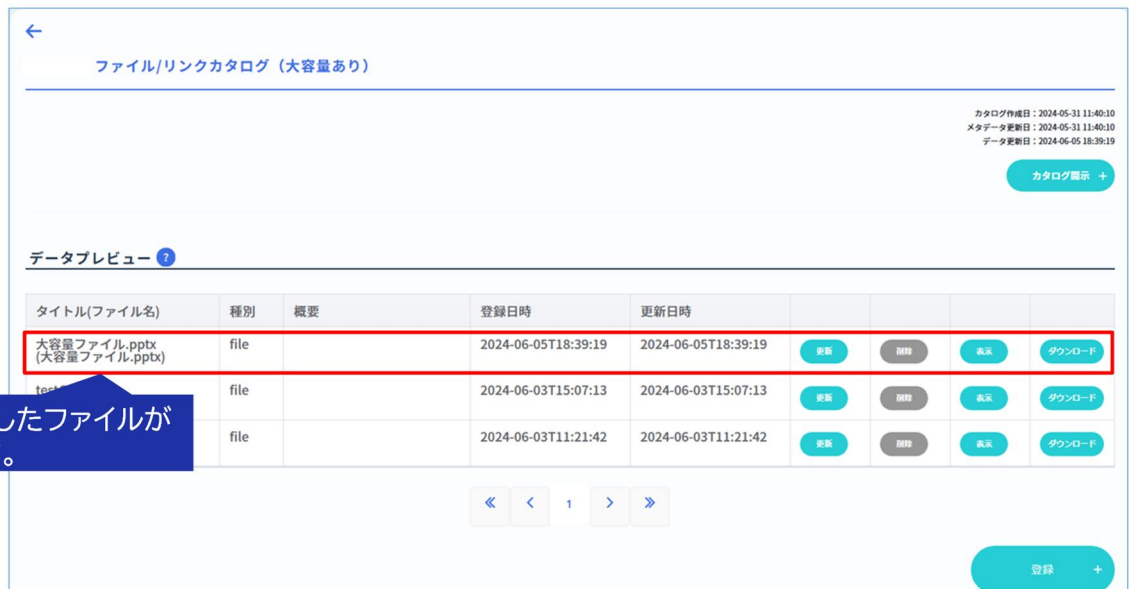 ファイル/リンクカタログ（大容量あり）
カタログ作成日：2024-05-31 11:40:10
メタデータ更新日：2024-05-31 11:40:10
データ更新日：2024-06-05 18:39:19
カタログ開示 +
データプレビュー ?
タイトル(ファイル名) 種別 概要 登録日時 更新日時
大容量ファイル.pptx file 2024-06-05T18:39:19 2024-06-05T18:39:19 更新 削除 表示 ダウンロード
(大容量ファイル.pptx)
file 2024-06-03T15:07:13 2024-06-03T15:07:13 更新 削除 表示 ダウンロード
したファイルが
。
file 2024-06-03T11:21:42 2024-06-03T11:21:42 更新 削除 表示 ダウンロード
« < 1 > »
登録 +